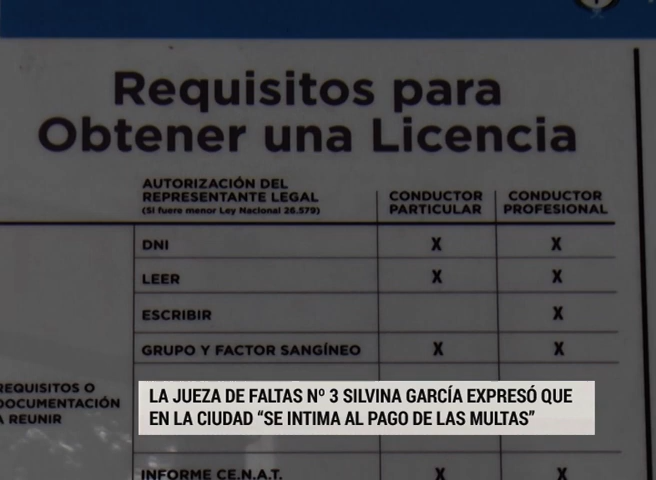 Requisitos para
Obtener una Licencia
AUTORIZACIÓN DEL
REPRESENTANTE LEGAL
(Si fuere menor Ley Nacional 26.579)
CONDUCTOR
PARTICULAR
CONDUCTOR
PROFESIONAL
DNI X X
LEER X X
ESCRIBIR X
GRUPO Y FACTOR SANGÍNEO X X
REQUISITOS O
DOCUMENTACIÓN
A REUNIR
LA JUEZA DE FALTAS Nº 3 SILVINA GARCÍA EXPRESÓ QUE
EN LA CIUDAD “SE INTIMA AL PAGO DE LAS MULTAS”
INFORME CE.N.A.T. X X